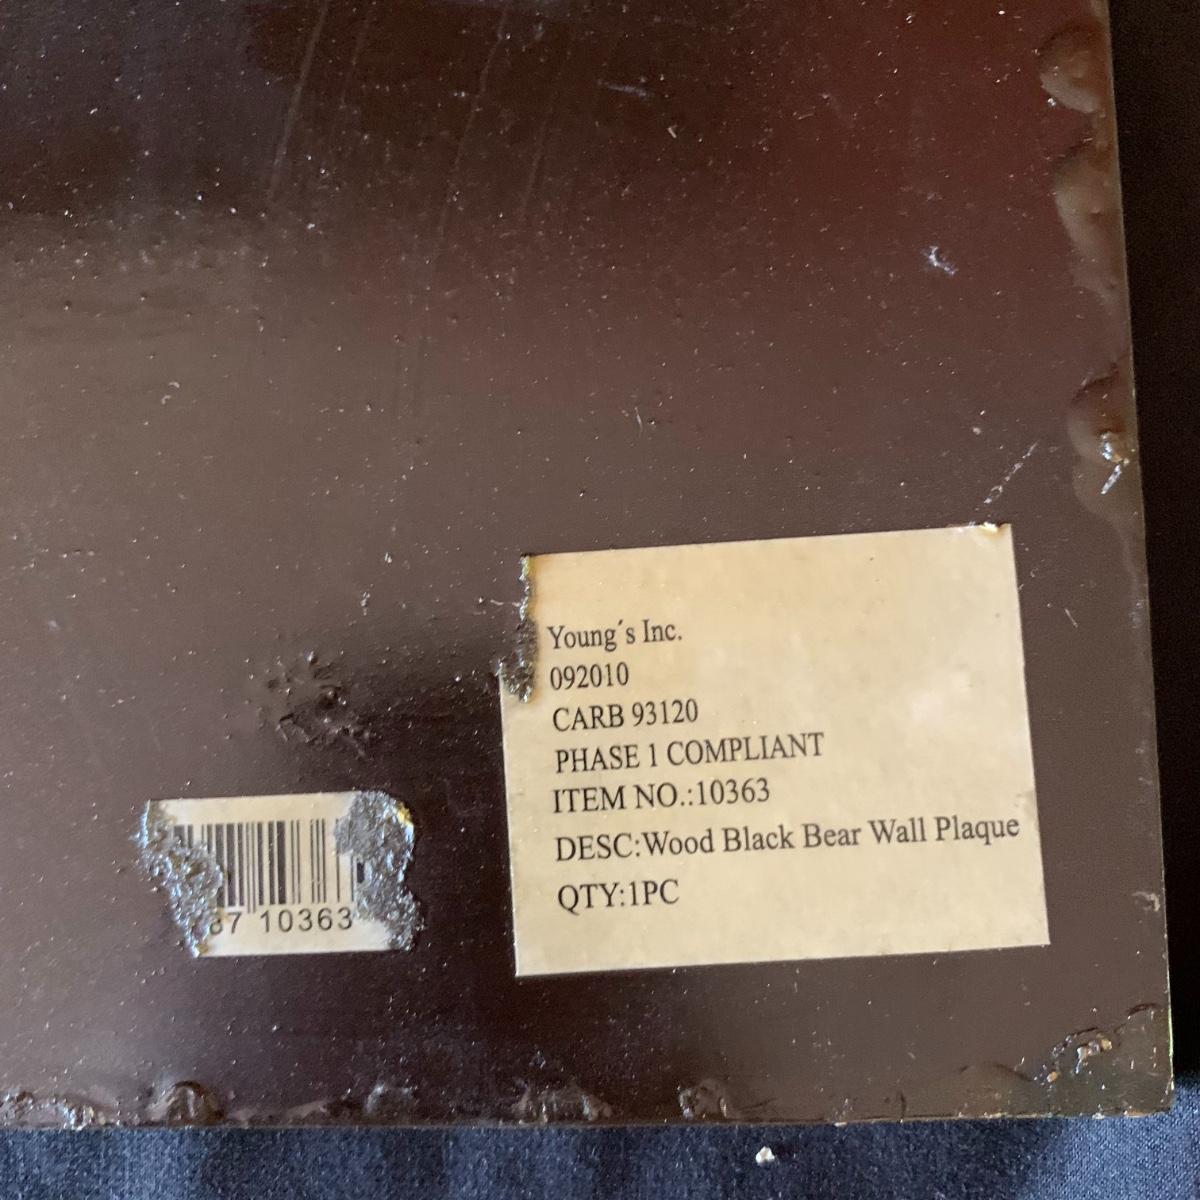 Young´s Inc.
092010
CARB 93120
PHASE 1 COMPLIANT
ITEM NO.:10363
DESC:Wood Black Bear Wall Plaque
QTY:1PC
87 10363